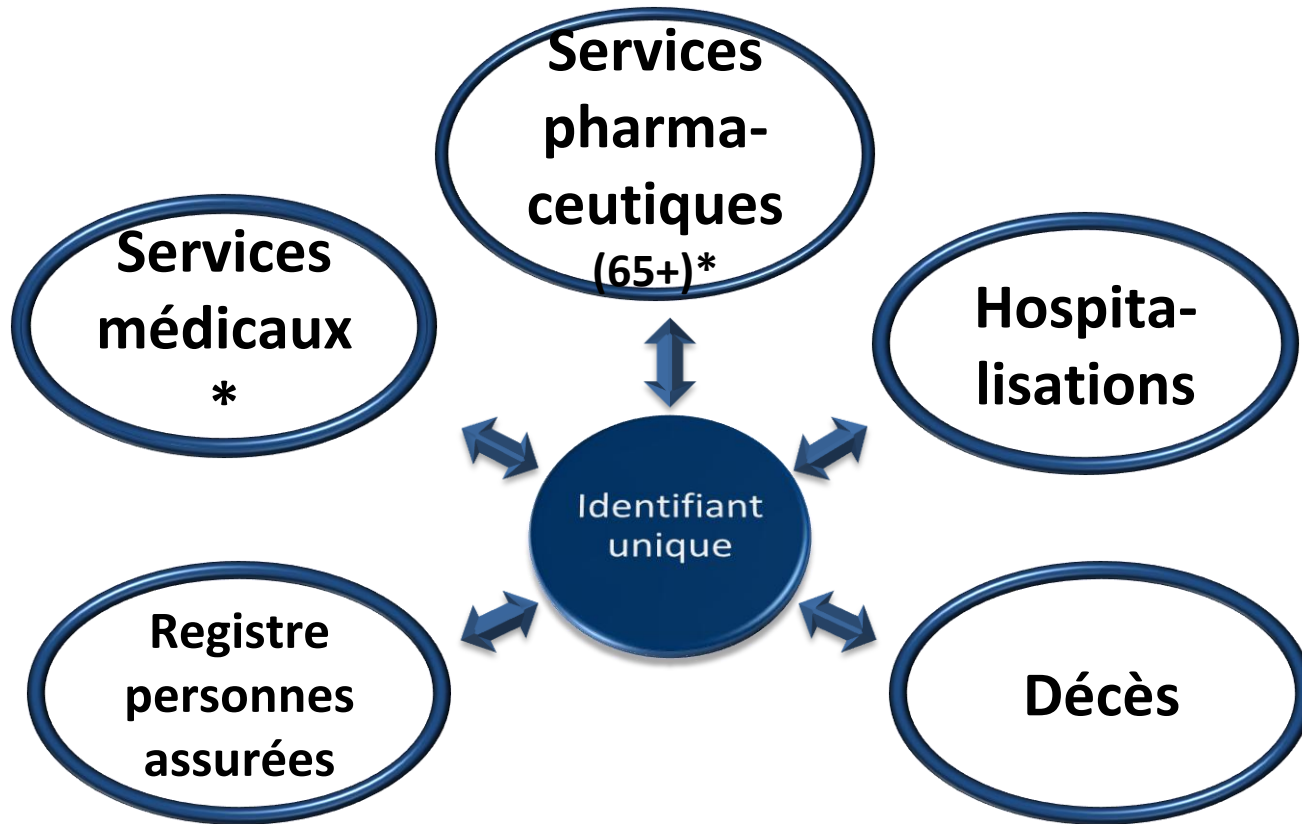 Services
pharma-
ceutiques
(65+)*
Services
médicaux
*
Hospita-
lisations
Identifiant
unique
Registre
personnes
assurées
Décès